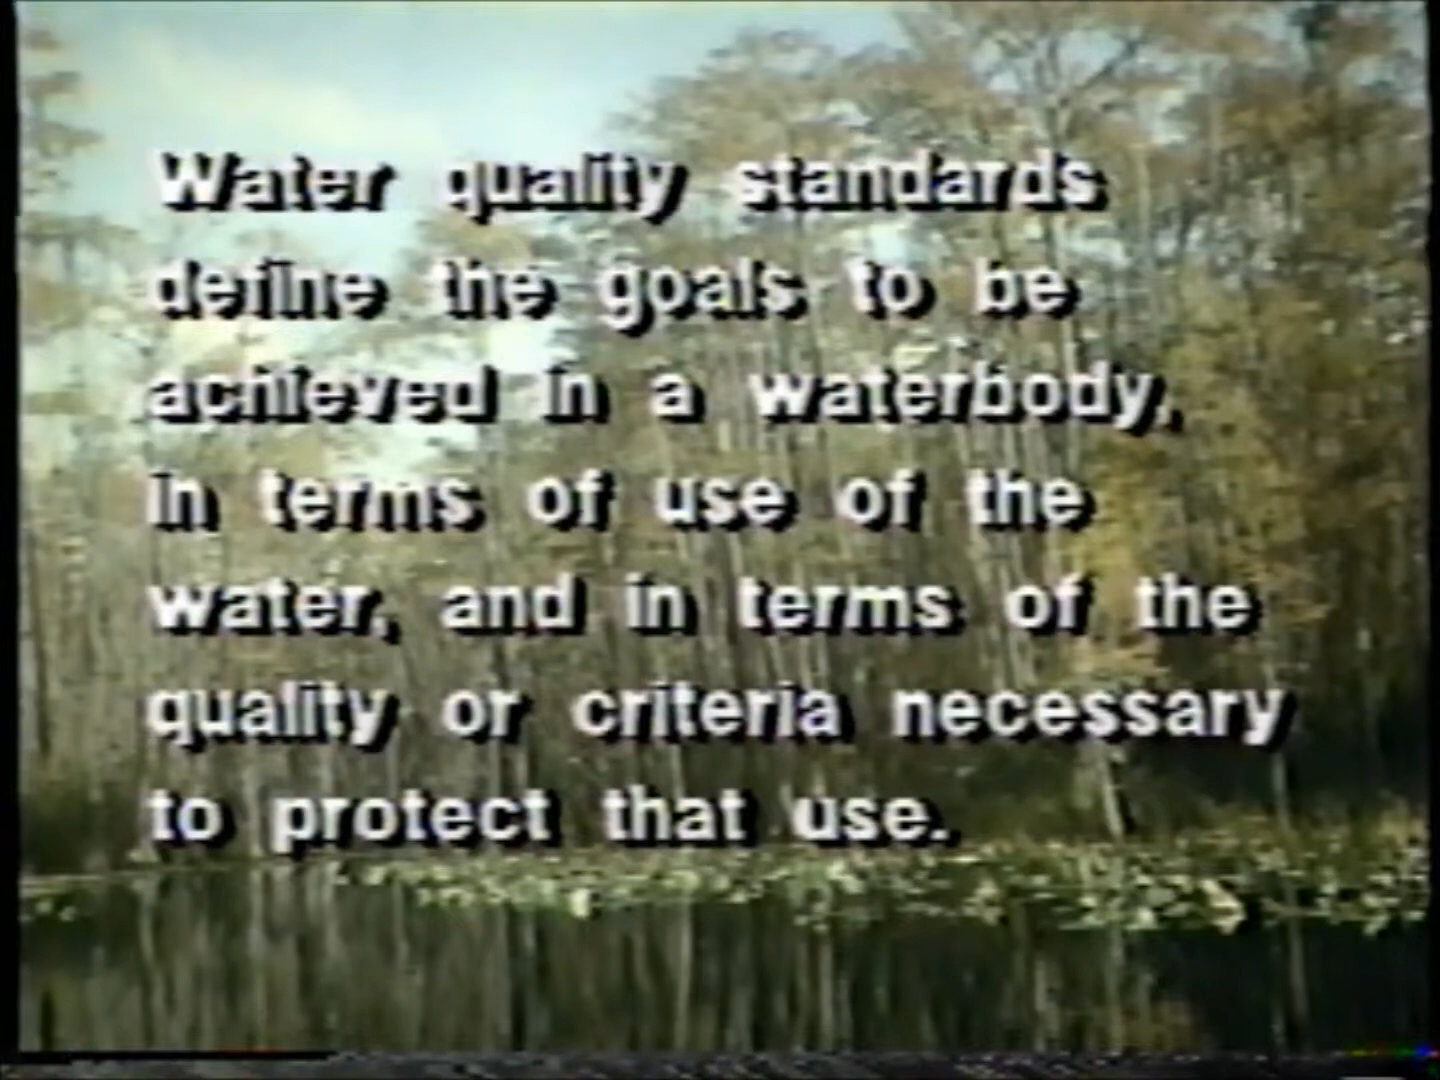 Water quality standards
define the goals to be
achieved in a waterbody,
in terms of use of the
water, and in terms of the
quality or criteria necessary
to protect that use.